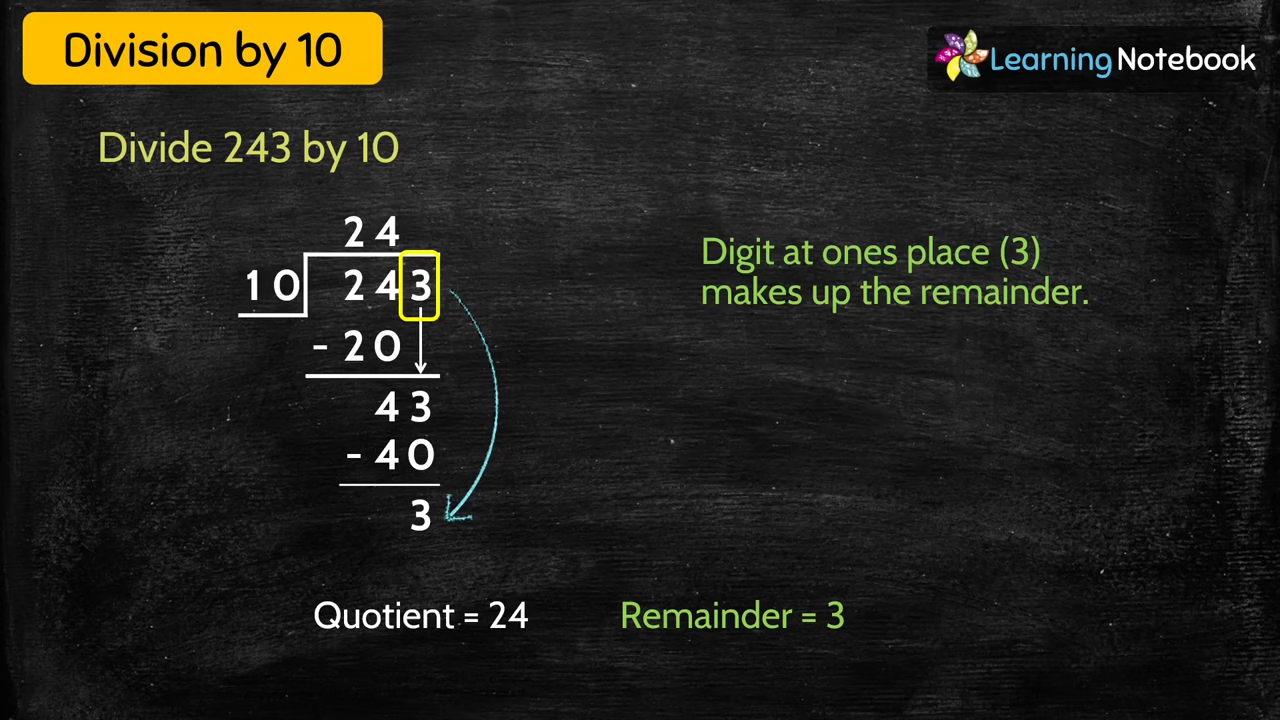 Division by 10
Learning Notebook
Divide 243 by 10
24
10 243
- 20
43
- 40
3
Digit at ones place (3)
makes up the remainder.
Quotient = 24 Remainder = 3